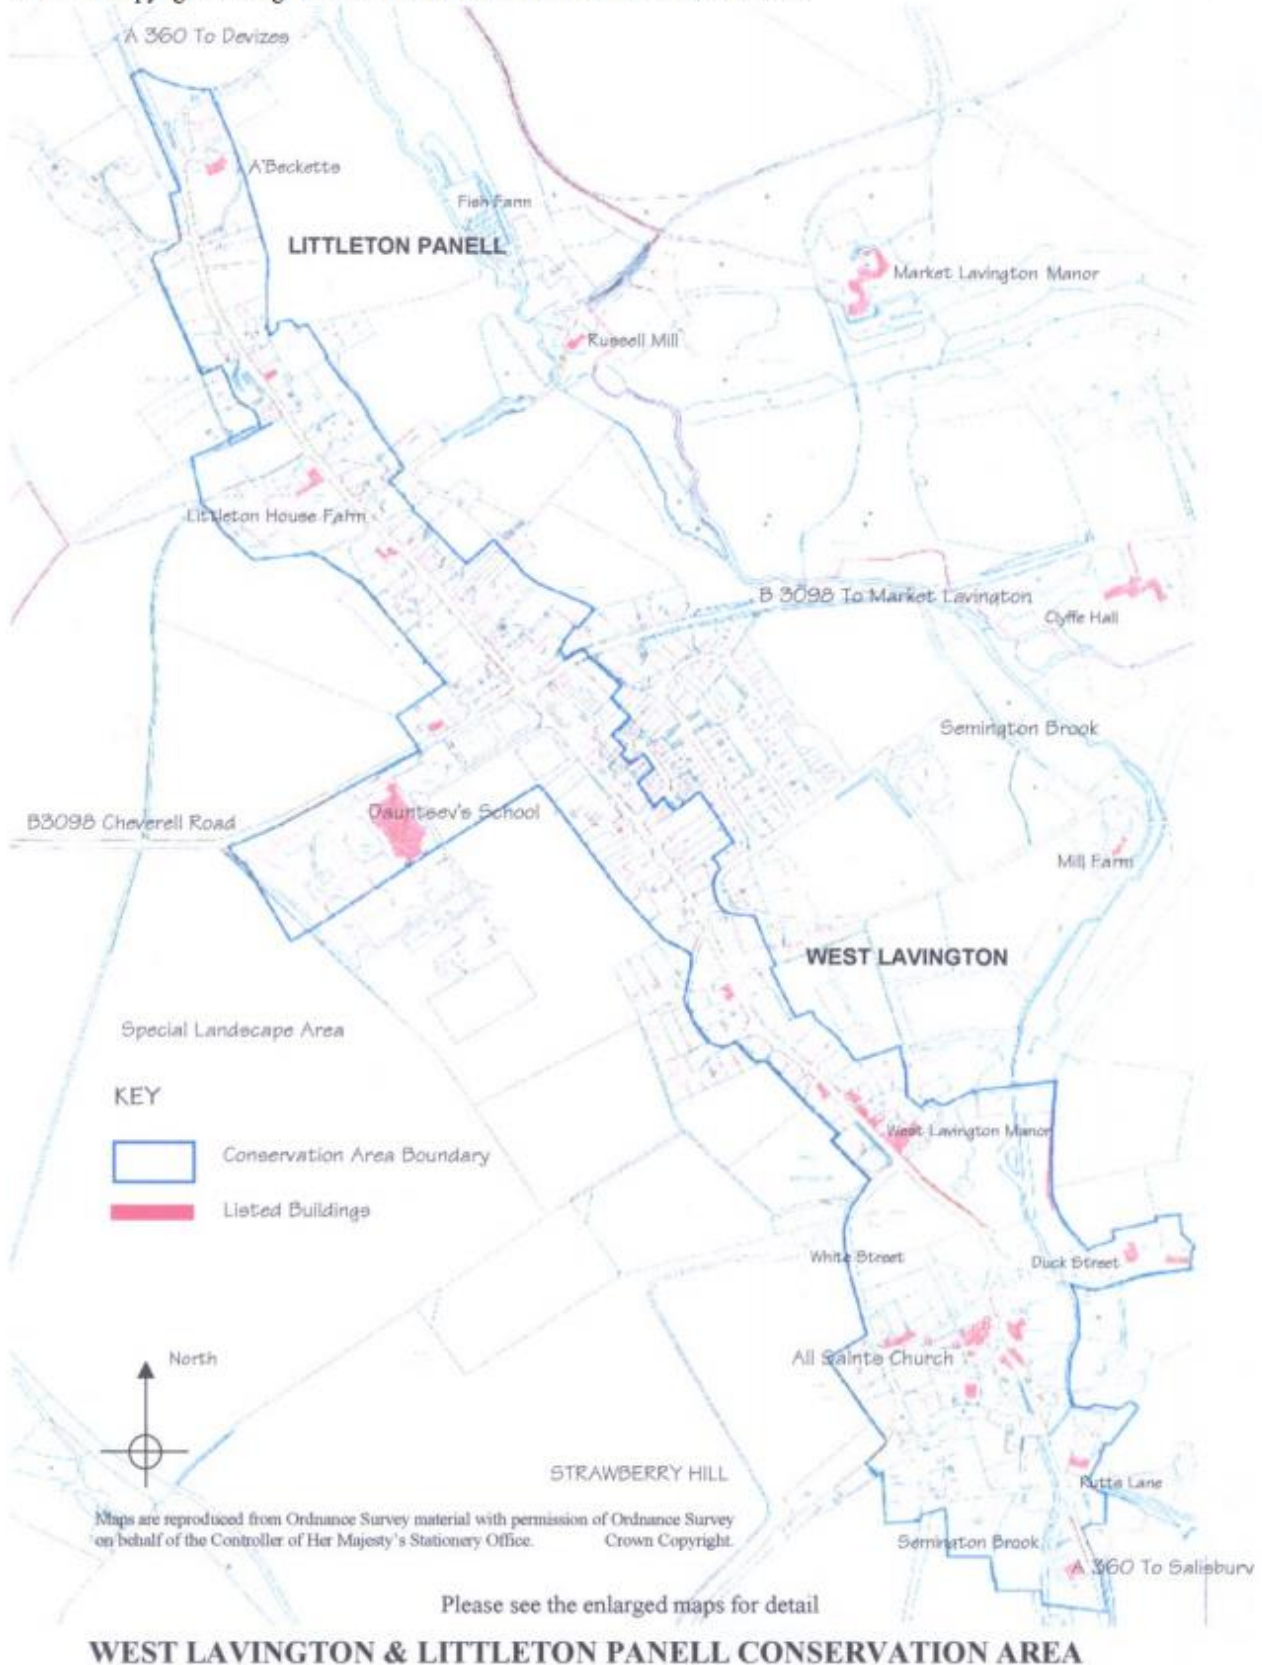 A 360 To Devizes
A'Becketts
Fish Farm
LITTLETON PANELL
Market Lavington Manor
Russell Mill
Littleton House Farm
B 3098 To Market Lavington
Clyffe Hall
Semington Brook
Dauntsey's School
B3098 Cheverell Road
Mill Farm
WEST LAVINGTON
Special Landscape Area
KEY
West Lavington Manor
Conservation Area Boundary
Listed Buildings
White Street
Duck Street
North
All Saints Church
STRAWBERRY HILL
Rutts Lane
Maps are reproduced from Ordnance Survey material with permission of Ordnance Survey
on behalf of the Controller of Her Majesty's Stationery Office. Crown Copyright.
Semington Brook
A 360 To Salisbury
Please see the enlarged maps for detail
WEST LAVINGTON & LITTLETON PANELL CONSERVATION AREA